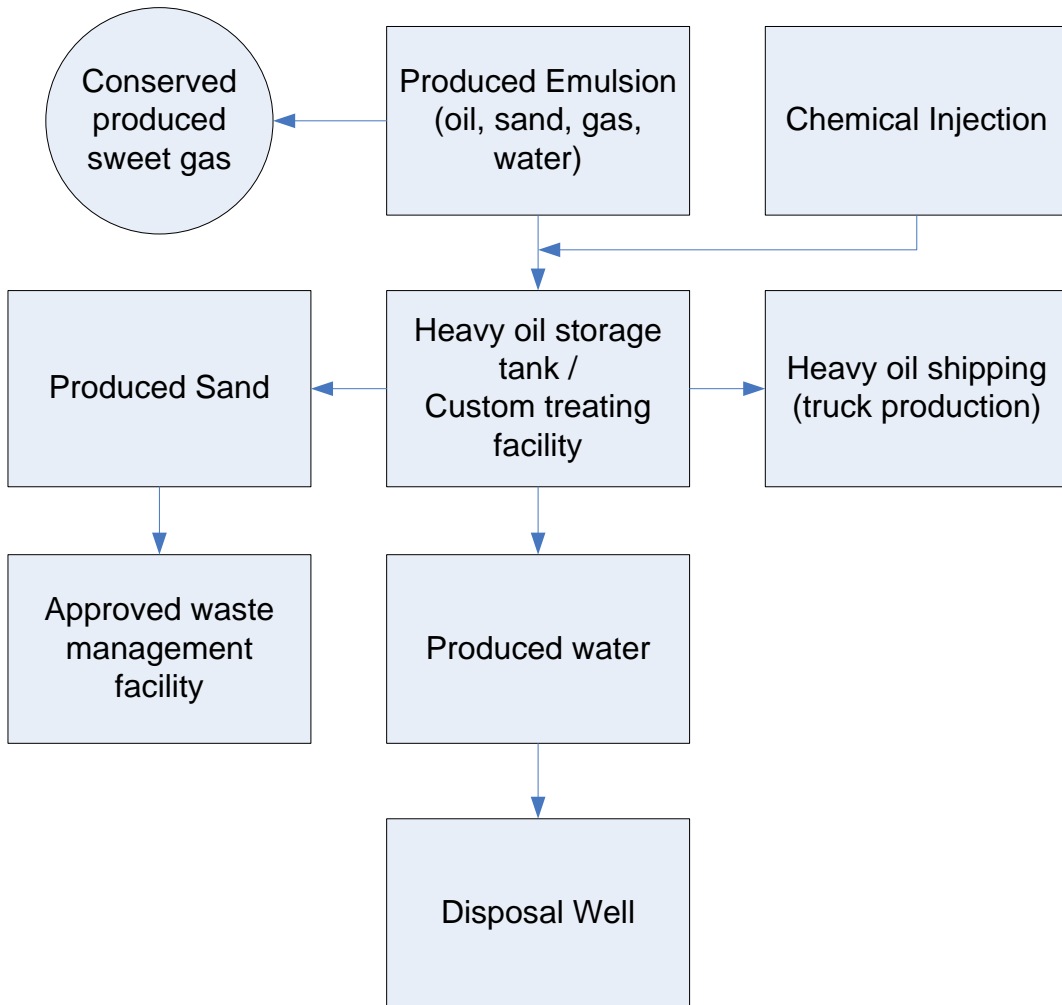 Conserved
produced
sweet gas
Produced Emulsion
(oil, sand, gas,
water)
Chemical Injection
Produced Sand
Heavy oil storage
tank /
Custom treating
facility
Heavy oil shipping
(truck production)
Approved waste
management
facility
Produced water
Disposal Well